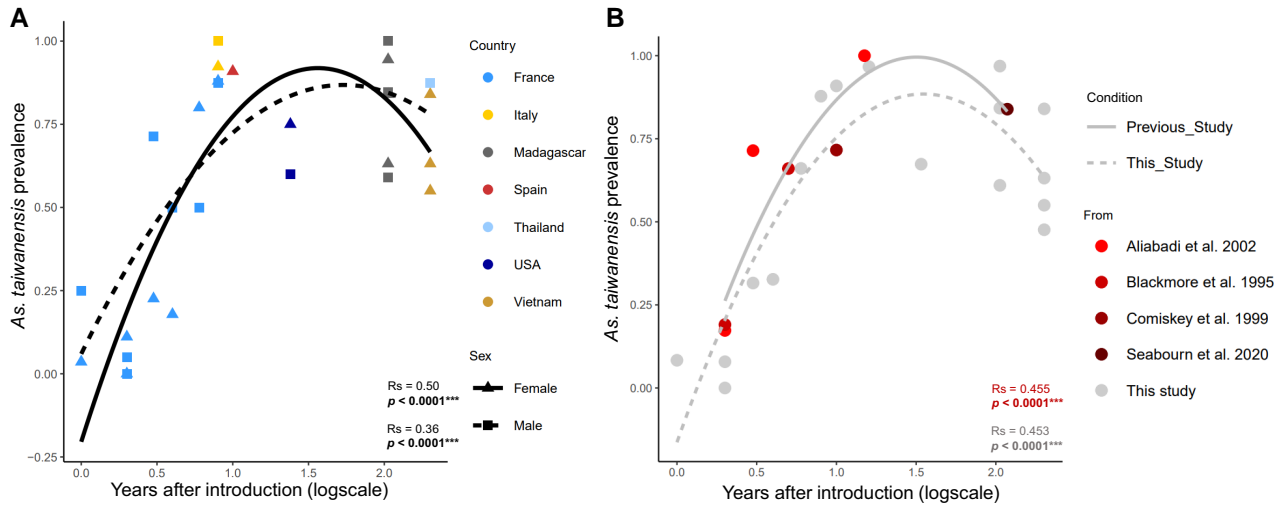 A
As. taiwanensis prevalence
1.00
0.75
0.50
0.25
0.00
−0.25
0.0
0.5
1.0
1.5
2.0
Years after introduction (logscale)
Rs = 0.50
p < 0.0001***
Rs = 0.36
p < 0.0001***
Country
France
Italy
Madagascar
Spain
Thailand
USA
Vietnam
Sex
Female
Male
B
As. taiwanensis prevalence
1.00
0.75
0.50
0.25
0.00
0.0
0.5
1.0
1.5
2.0
Years after introduction (logscale)
Rs = 0.455
p < 0.0001***
Rs = 0.453
p < 0.0001***
Condition
Previous_Study
This_Study
From
Aliabadi et al. 2002
Blackmore et al. 1995
Comiskey et al. 1999
Seabourn et al. 2020
This study